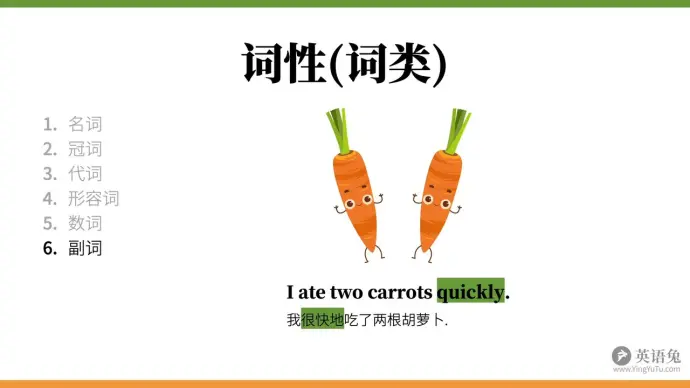 词性(词类)
1. 名词
2. 冠词
3. 代词
4. 形容词
5. 数词
6. 副词
I ate two carrots quickly.
我很快地吃了两根胡萝卜.
英语兔
www.YingYuTu.com